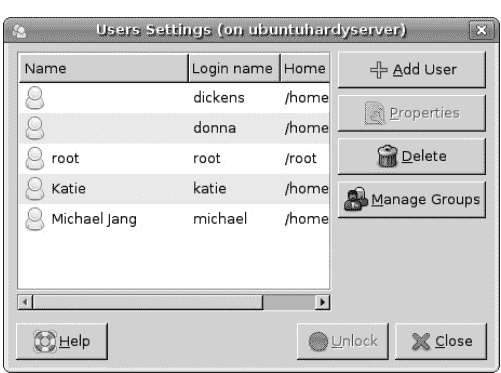 Users Settings (on ubuntuhardyserver)
Name Login name Home
dickens /home
donna /home
root root /root
Katie katie /home
Michael Jang michael /home
Add User
Properties
Delete
Manage Groups
Help
Unlock
Close